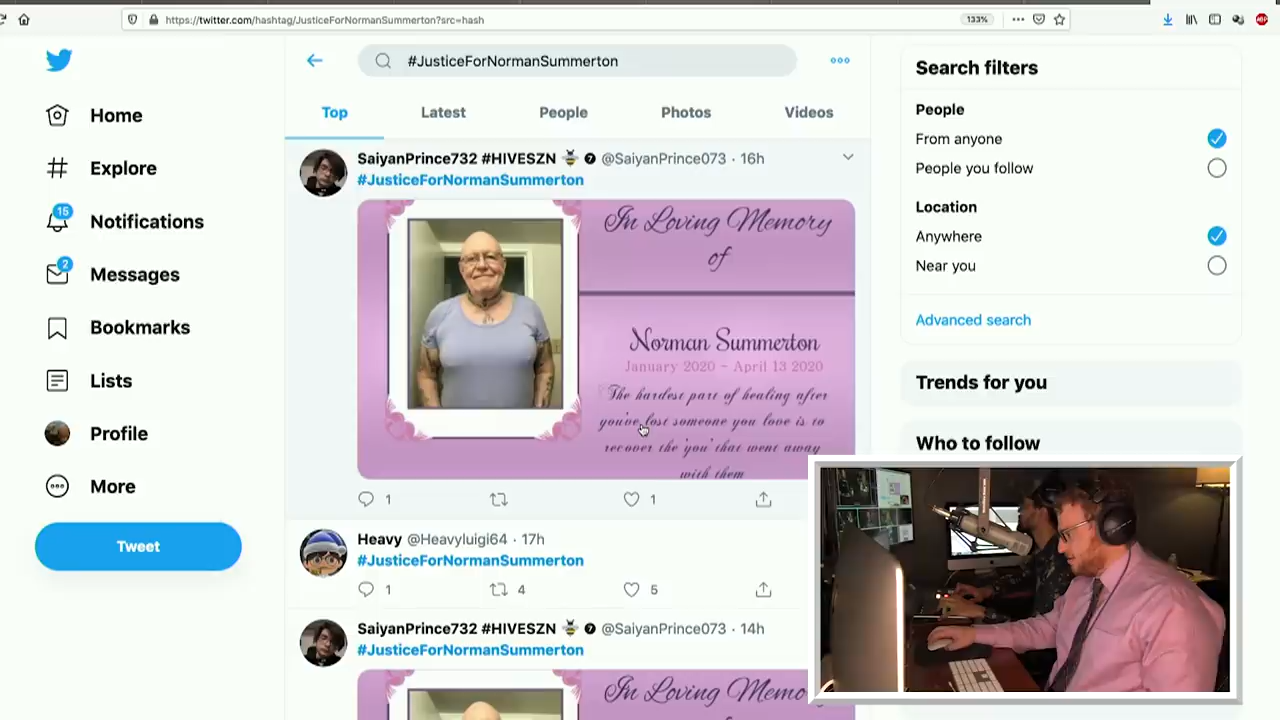 https://twitter.com/hashtag/JusticeForNormanSummerton?src=hash
133%
Home
Explore
15
Notifications
2
Messages
Bookmarks
Lists
Profile
More
Tweet
#JusticeForNormanSummerton
Top Latest People Photos Videos
SaiyanPrince732 #HIVESZN 🐝 ❼ @SaiyanPrince073 · 16h
#JusticeForNormanSummerton
In Loving Memory
of
Norman Summerton
January 2020 - April 13 2020
"The hardest part of healing after
you've lost someone you love is to
recover the 'you' that went away
with them
1 1
Heavy @Heavyluigi64 · 17h
#JusticeForNormanSummerton
1 4 5
SaiyanPrince732 #HIVESZN 🐝 ❼ @SaiyanPrince073 · 14h
#JusticeForNormanSummerton
In Loving Memo
Search filters
People
From anyone
People you follow
Location
Anywhere
Near you
Advanced search
Trends for you
Who to follow